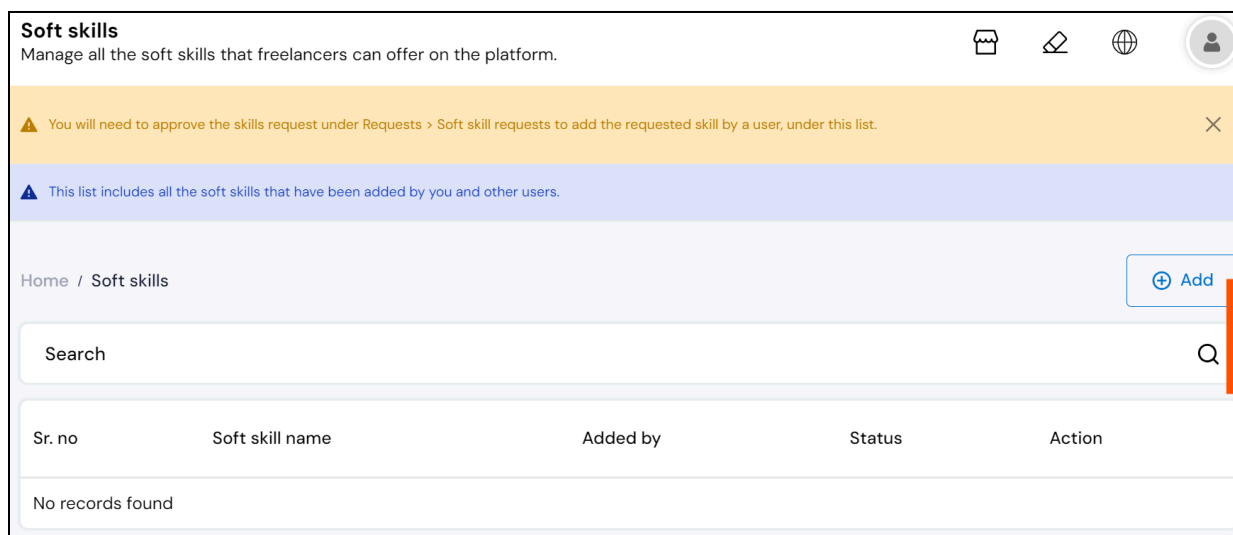 Soft skills
Manage all the soft skills that freelancers can offer on the platform.
You will need to approve the skills request under Requests > Soft skill requests to add the requested skill by a user, under this list.
This list includes all the soft skills that have been added by you and other users.
Home / Soft skills
Add
Search
Sr. no Soft skill name Added by Status Action
No records found